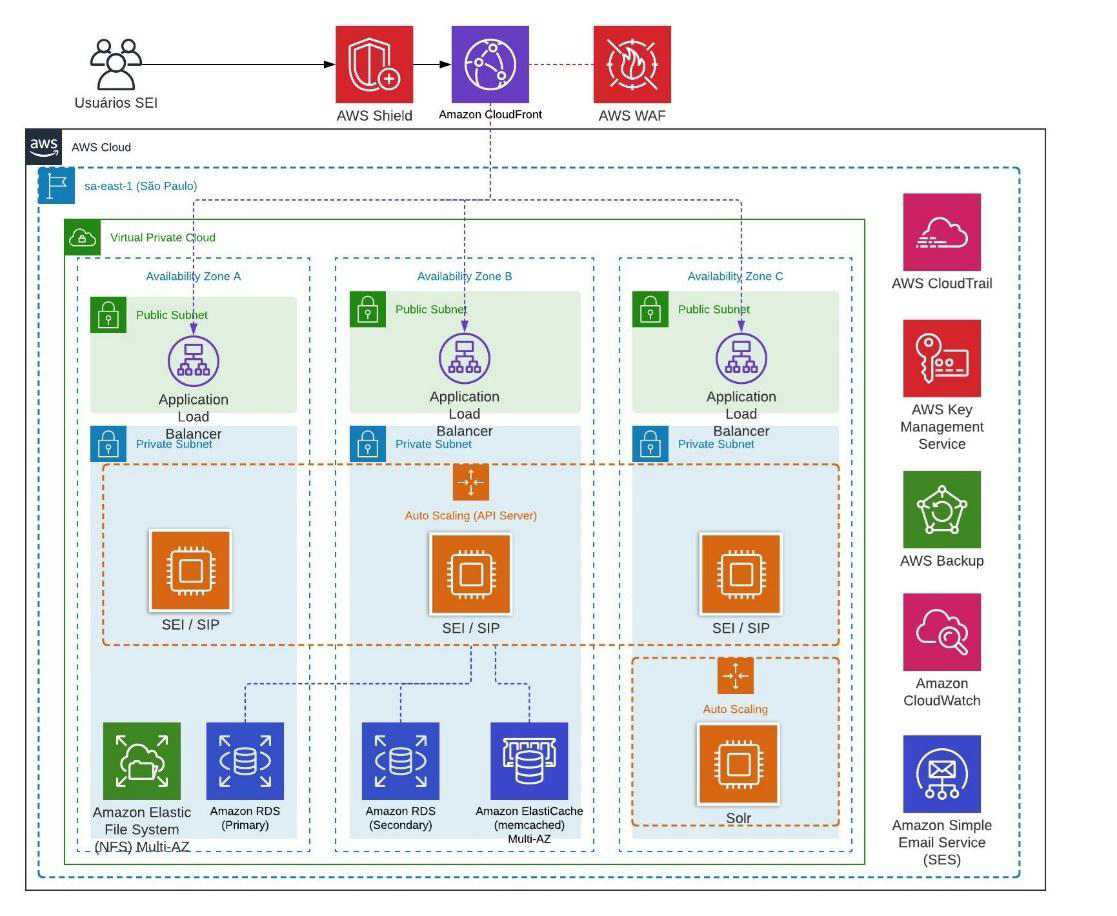 Usuários SEI
AWS Shield
Amazon CloudFront
AWS WAF
aws
AWS Cloud
sa-east-1 (São Paulo)
Virtual Private Cloud
Availability Zone A
Availability Zone B
Availability Zone C
Public Subnet
Public Subnet
Public Subnet
Application
Load
Balancer
Application
Load
Balancer
Application
Load
Balancer
Private Subnet
Private Subnet
Private Subnet
Auto Scaling (API Server)
SEI / SIP
SEI / SIP
SEI / SIP
Auto Scaling
Solr
Amazon Elastic
File System
(NFS) Multi-AZ
Amazon RDS
(Primary)
Amazon RDS
(Secondary)
Amazon ElastiCache
(memcached)
Multi-AZ
AWS CloudTrail
AWS Key
Management
Service
AWS Backup
Amazon
CloudWatch
Amazon Simple
Email Service
(SES)